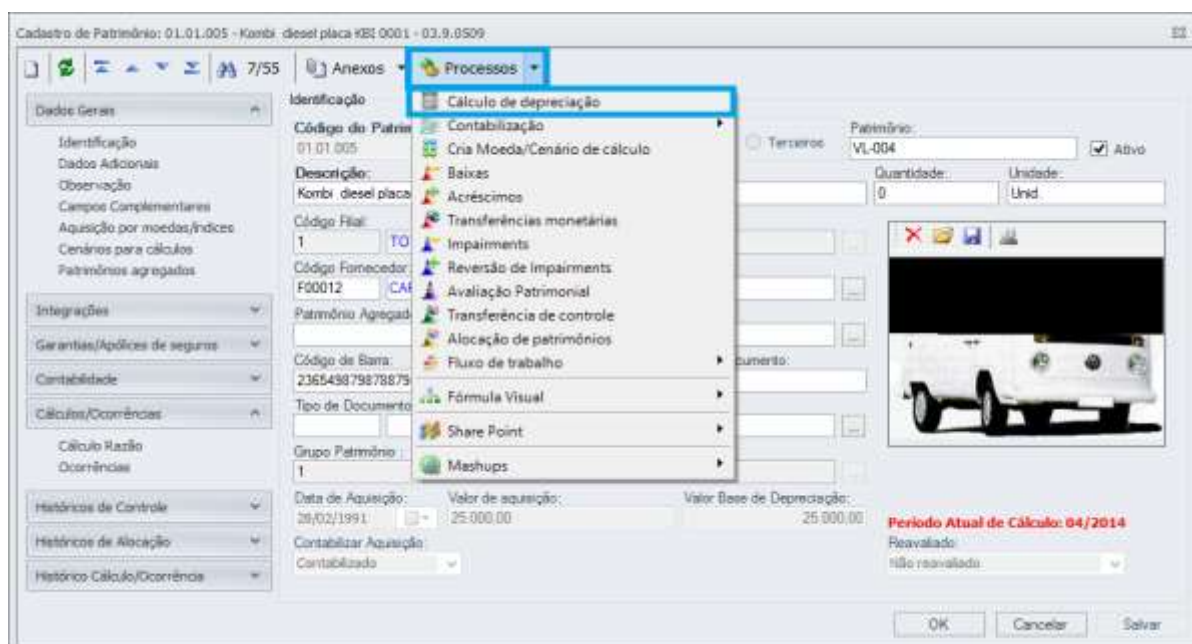 Cadastro de Patrimônio: 01.01.005 - Kombi diesel placa KBI 0001 - 03.9.0509
7/55 Anexos Processos
Dados Gerais
Identificação
Dados Adicionais
Observação
Campos Complementares
Aquisição por moedas/índices
Cenários para cálculos
Patrimônios agregados
Integrações
Garantias/Apólices de seguros
Contabilidade
Cálculos/Ocorrências
Cálculo Razão
Ocorrências
Históricos de Controle
Históricos de Alocação
Histórico Cálculo/Ocorrência
Identificação
Código do Patrim
01.01.005
Terceiros
Patrimônio:
VL-004
Ativo
Descrição:
Kombi diesel placa
Quantidade:
0
Unidade:
Unid.
Código Filial:
1 TO
Código Fornecedor:
F00012 CAF
Patrimônio Agregad
Código de Barra:
cumento:
Tipo de Documento
Grupo Patrimônio :
1
Cálculo de depreciação
Contabilização
Cria Moeda/Cenário de cálculo
Baixas
Acréscimos
Transferências monetárias
Impairments
Reversão de Impairments
Avaliação Patrimonial
Transferência de controle
Alocação de patrimônios
Fluxo de trabalho
Fórmula Visual
Share Point
Mashups
Data de Aquisição:
28/02/1991
Valor de aquisição:
25.000,00
Valor Base de Depreciação:
25.000,00
Contabilizar Aquisição:
Contabilizado
Período Atual de Cálculo: 04/2014
Reavaliado:
Não reavaliado
OK Cancelar Salvar